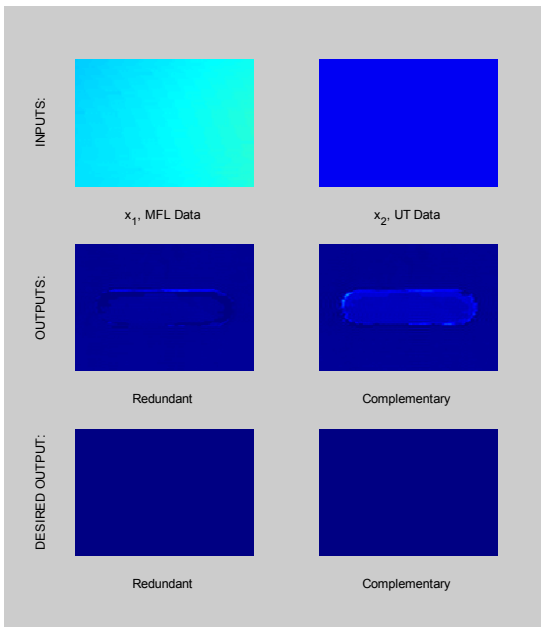 INPUTS:
x1, MFL Data
x2, UT Data
OUTPUTS:
Redundant
Complementary
DESIRED OUTPUT:
Redundant
Complementary